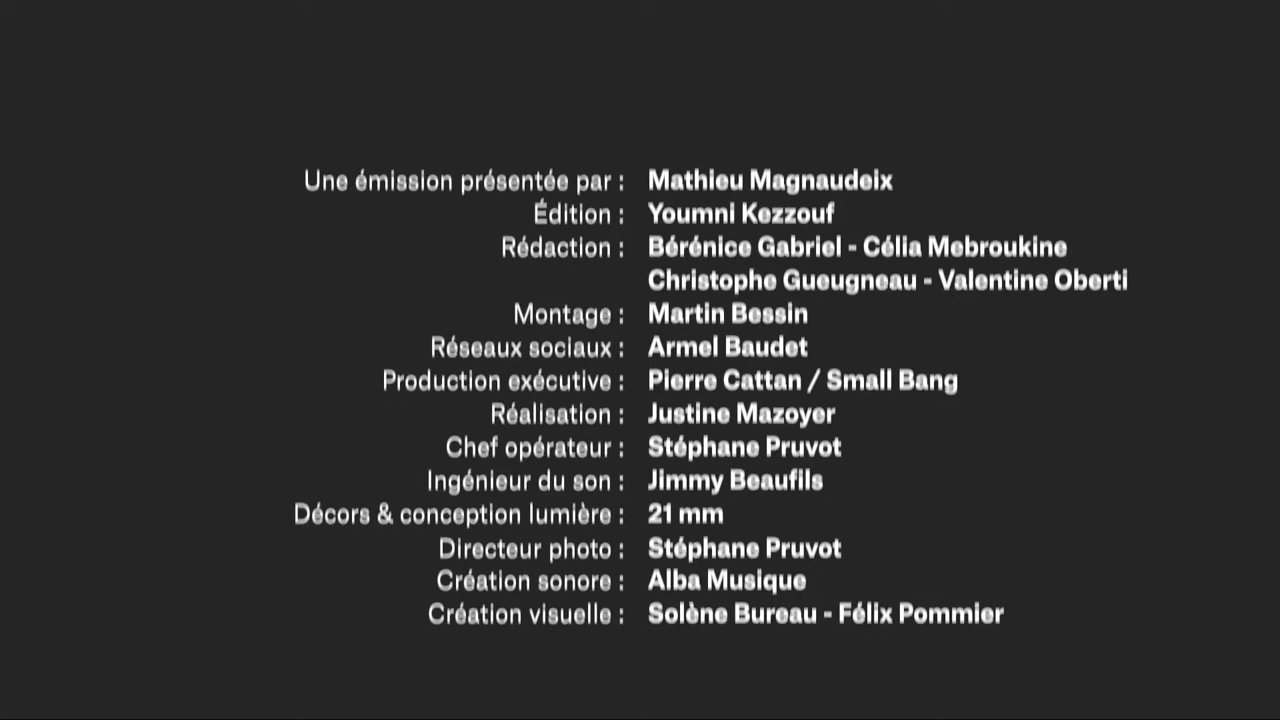 Une émission présentée par : Mathieu Magnaudeix
Édition : Youmni Kezzouf
Rédaction : Bérénice Gabriel - Célia Mebroukine
Christophe Gueugneau - Valentine Oberti
Montage : Martin Bessin
Réseaux sociaux : Armel Baudet
Production exécutive : Pierre Cattan / Small Bang
Réalisation : Justine Mazoyer
Chef opérateur : Stéphane Pruvot
Ingénieur du son : Jimmy Beaufils
Décors & conception lumière : 21 mm
Directeur photo : Stéphane Pruvot
Création sonore : Alba Musique
Création visuelle : Solène Bureau - Félix Pommier